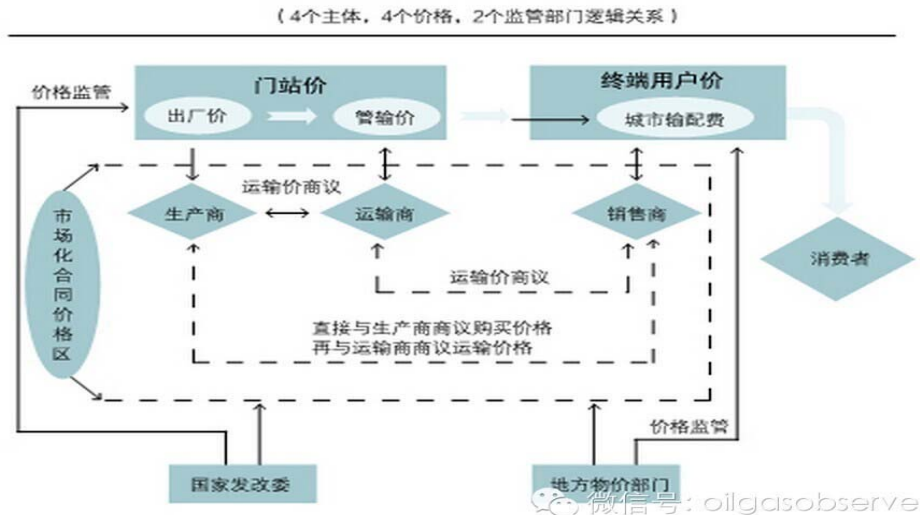 (4个主体，4个价格，2个监管部门逻辑关系)
价格监管
门站价
终端用户价
出厂价
管输价
城市输配费
运输价商议
生产商
运输商
销售商
消费者
市场化合同价格区
运输价商议
直接与生产商商议购买价格
再与运输商商议运输价格
价格监管
国家发改委
地方物价部门
微信号: oilgasobserve